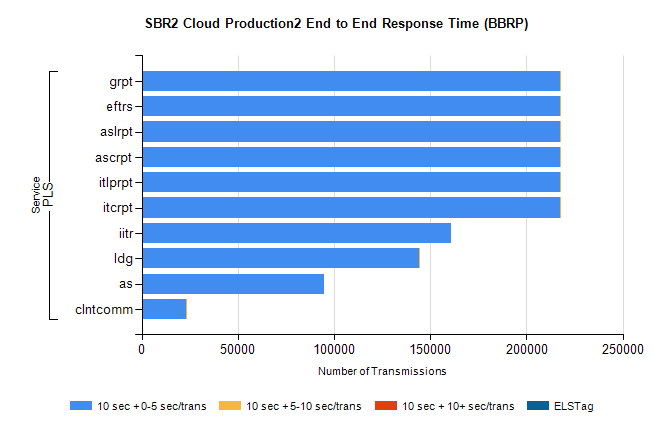 SBR2 Cloud Production2 End to End Response Time (BBRP)
Service
PLS
grpt
eftrs
aslrpt
ascrpt
itlprpt
itcrpt
iitr
ldg
as
clntcomm
0 50000 100000 150000 200000 250000
Number of Transmissions
10 sec +0-5 sec/trans 10 sec +5-10 sec/trans 10 sec + 10+ sec/trans ELSTag